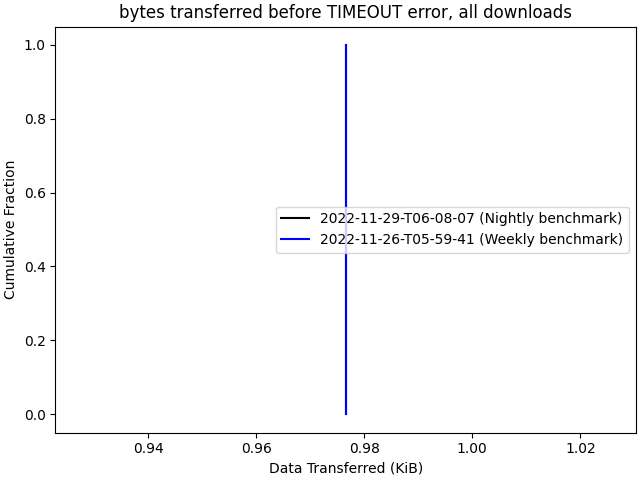 bytes transferred before TIMEOUT error, all downloads
1.0
0.8
0.6
0.4
0.2
0.0
Cumulative Fraction
2022-11-29-T06-08-07 (Nightly benchmark)
2022-11-26-T05-59-41 (Weekly benchmark)
0.94
0.96
0.98
1.00
1.02
Data Transferred (KiB)